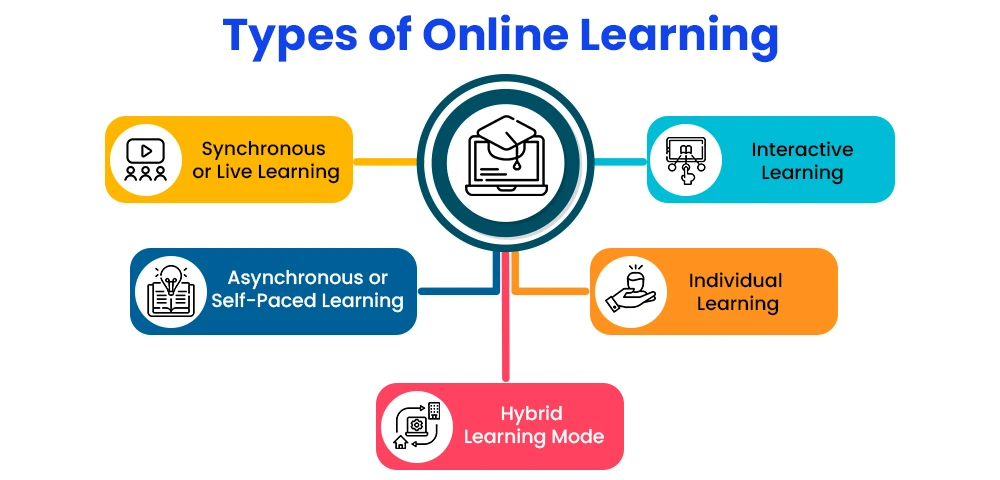 Types of Online Learning
Synchronous
or Live Learning
Interactive
Learning
Asynchronous or
Self-Paced Learning
Individual
Learning
Hybrid
Learning Mode